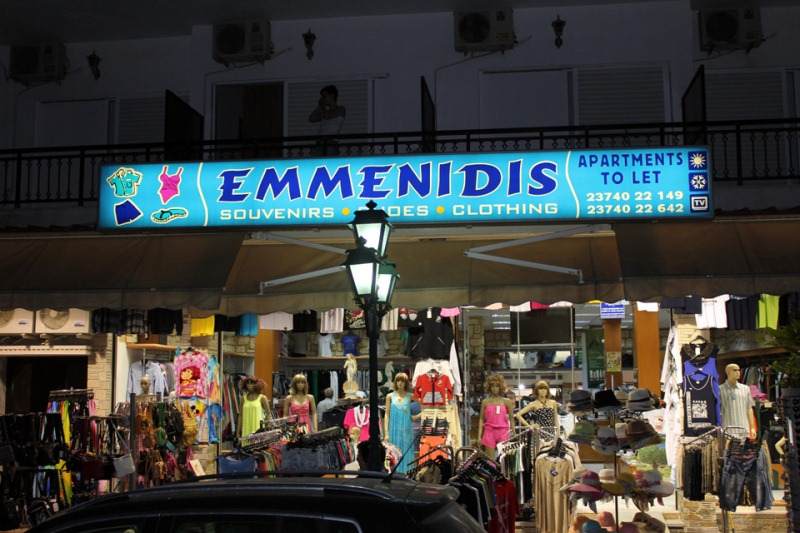 EMMENIDIS
SOUVENIRS • SHOES • CLOTHING
APARTMENTS
TO LET
23740 22 149
23740 22 642
TV